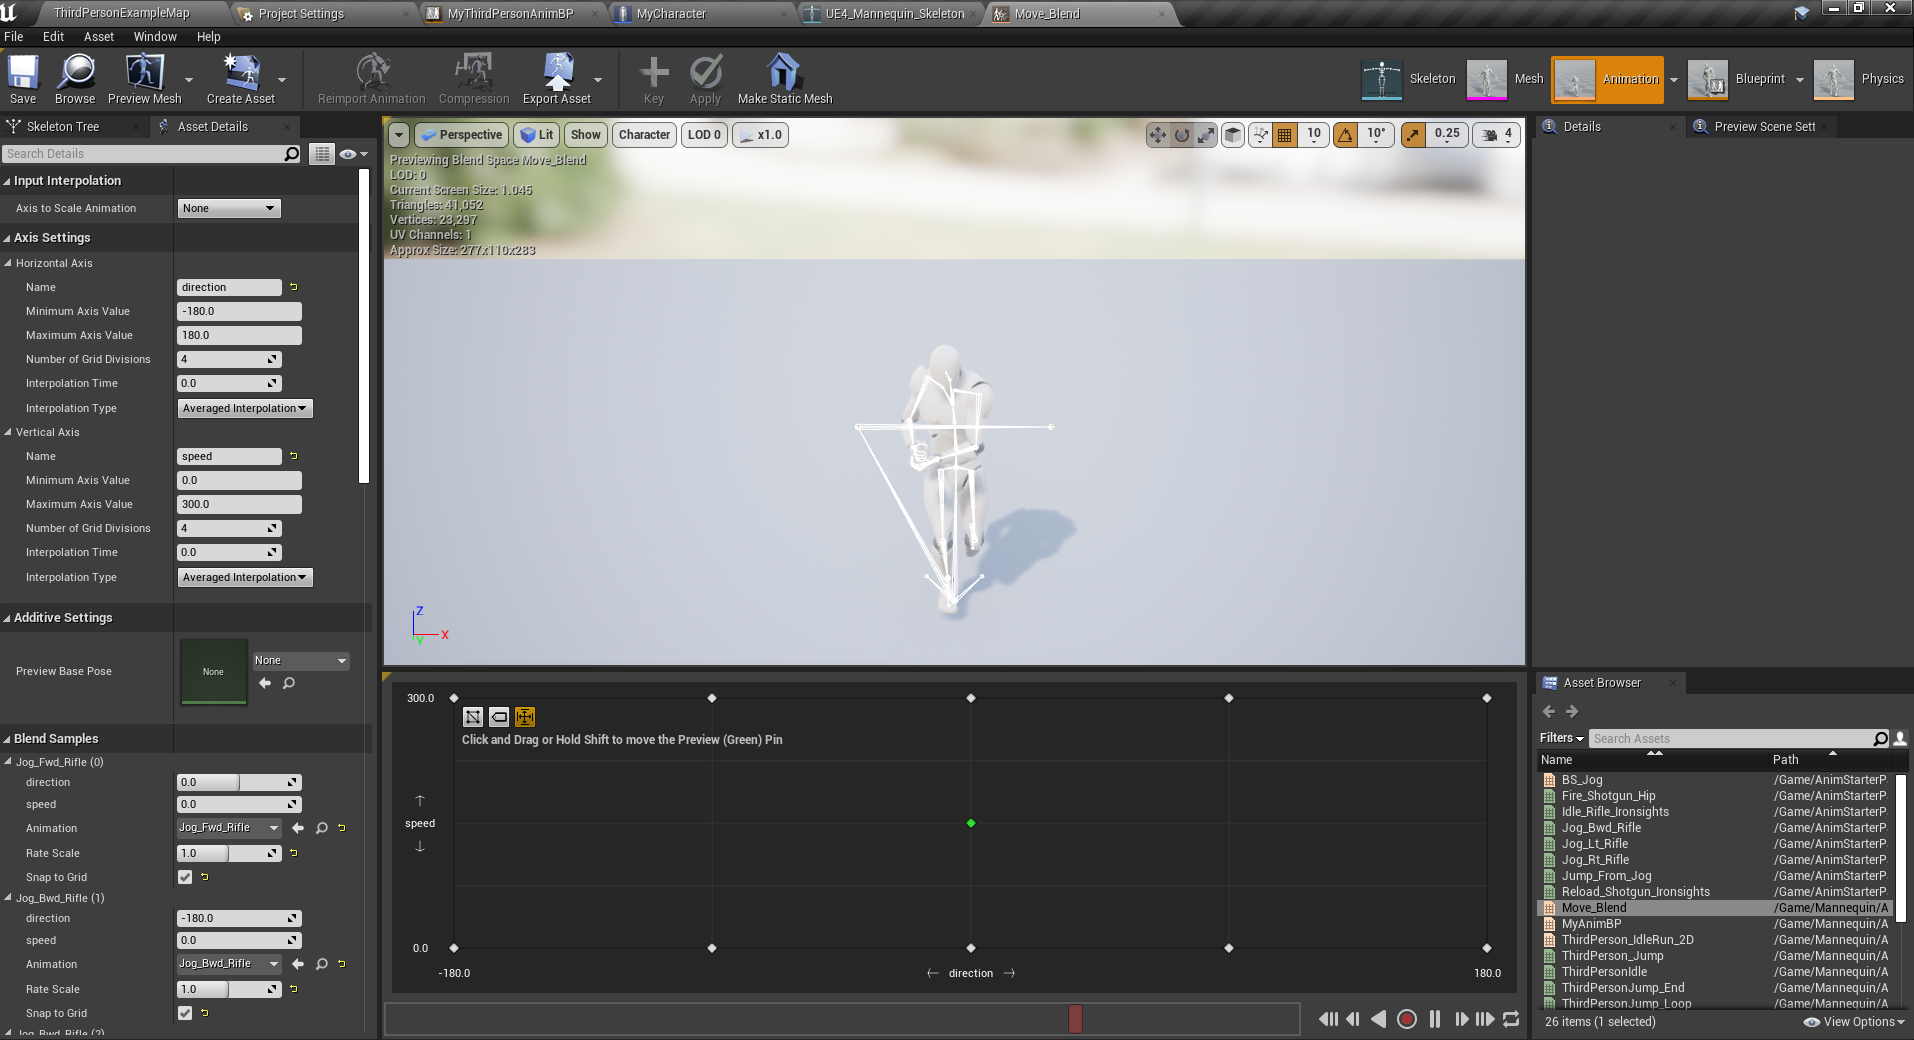 ThirdPersonExampleMap
Project Settings
MyThirdPersonAnimBP
MyCharacter
UE4_Mannequin_Skeleton
Move_Blend
File Edit Asset Window Help
Save
Browse
Preview Mesh
Create Asset
Reimport Animation
Compression
Export Asset
Key
Apply
Make Static Mesh
Skeleton
Mesh
Animation
Blueprint
Physics
Skeleton Tree
Asset Details
Search Details
Input Interpolation
Axis to Scale Animation None
Axis Settings
Horizontal Axis
Name direction
Minimum Axis Value -180.0
Maximum Axis Value 180.0
Number of Grid Divisions 4
Interpolation Time 0.0
Interpolation Type Averaged Interpolation
Vertical Axis
Name speed
Minimum Axis Value 0.0
Maximum Axis Value 300.0
Number of Grid Divisions 4
Interpolation Time 0.0
Interpolation Type Averaged Interpolation
Additive Settings
Preview Base Pose None None
Blend Samples
Jog_Fwd_Rifle (0)
direction 0.0
speed 0.0
Animation Jog_Fwd_Rifle
Rate Scale 1.0
Snap to Grid
Jog_Bwd_Rifle (1)
direction -180.0
speed 0.0
Animation Jog_Bwd_Rifle
Rate Scale 1.0
Snap to Grid
Jog_Bwd_Rifle (2)
Perspective Lit Show Character LOD 0 x1.0
10 10° 0.25 4
Previewing Blend Space Move_Blend
LOD: 0
Current Screen Size: 1.045
Triangles: 41,052
Vertices: 23,297
UV Channels: 1
Approx Size: 277x110x283
Z
X
Y
300.0
Click and Drag or Hold Shift to move the Preview (Green) Pin
speed
0.0
-180.0
direction
180.0
Details
Preview Scene Sett
Asset Browser
Filters
Search Assets
Name Path
BS_Jog /Game/AnimStarterP
Fire_Shotgun_Hip /Game/AnimStarterP
Idle_Rifle_Ironsights /Game/AnimStarterP
Jog_Bwd_Rifle /Game/AnimStarterP
Jog_Lt_Rifle /Game/AnimStarterP
Jog_Rt_Rifle /Game/AnimStarterP
Jump_From_Jog /Game/AnimStarterP
Reload_Shotgun_Ironsights /Game/AnimStarterP
Move_Blend /Game/Mannequin/A
MyAnimBP /Game/Mannequin/A
ThirdPerson_IdleRun_2D /Game/Mannequin/A
ThirdPerson_Jump /Game/Mannequin/A
ThirdPersonIdle /Game/Mannequin/A
ThirdPersonJump_End /Game/Mannequin/A
ThirdPersonJump_Loop /Game/Mannequin/A
26 items (1 selected)
View Options